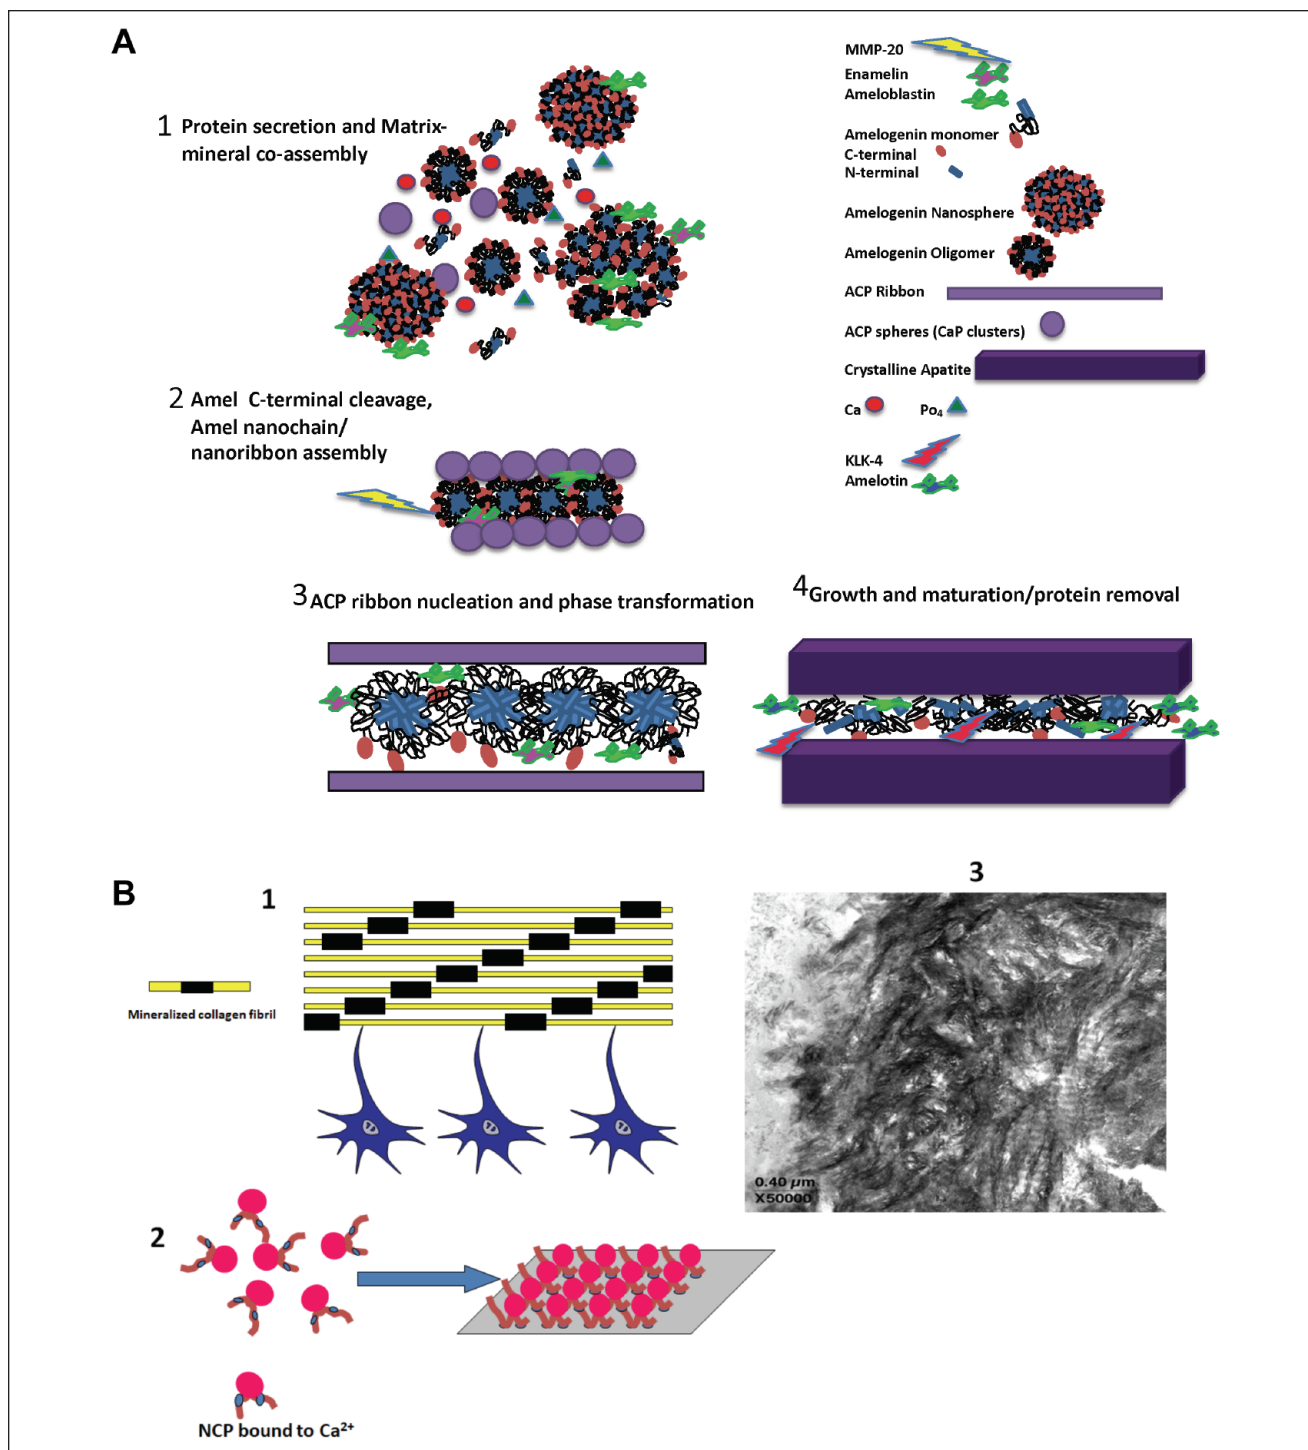 A
1 Protein secretion and Matrix-
mineral co-assembly
MMP-20
Enamelin
Ameloblastin
Amelogenin monomer
C-terminal
N-terminal
Amelogenin Nanosphere
Amelogenin Oligomer
ACP Ribbon
ACP spheres (CaP clusters)
Crystalline Apatite
Ca Po₄
KLK-4
Amelotin
2 Amel C-terminal cleavage,
Amel nanochain/
nanoribbon assembly
3 ACP ribbon nucleation and phase transformation
4 Growth and maturation/protein removal
B
1
Mineralized collagen fibril
2
NCP bound to Ca²⁺
3
0.40 µm
X50000